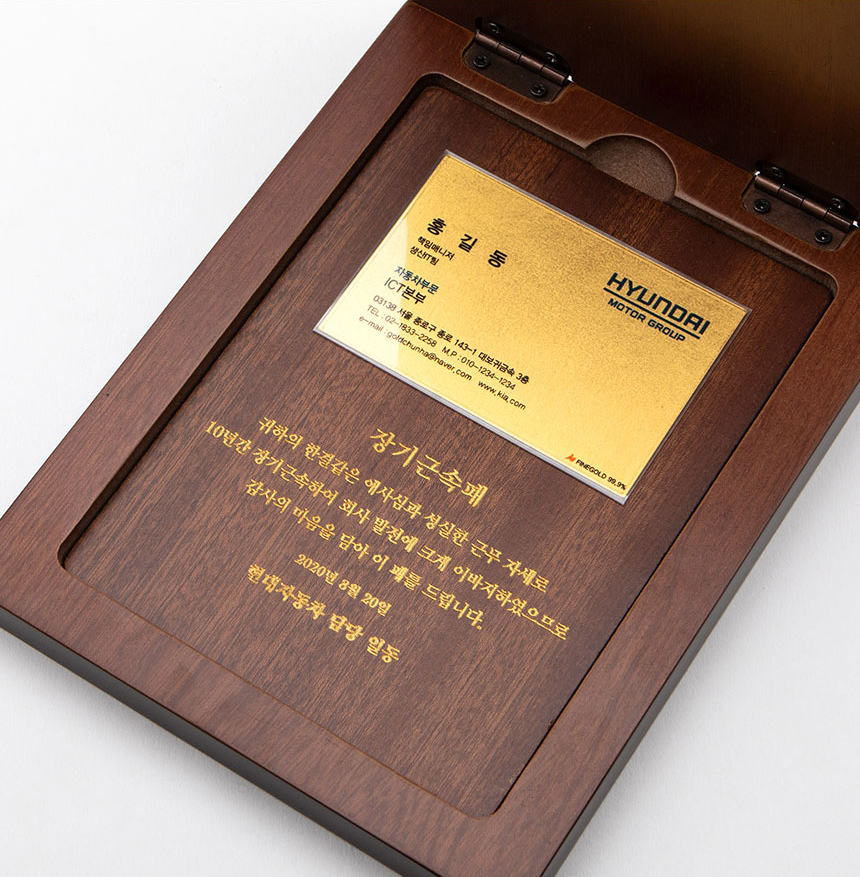 홍 길 동
책임매니저
생산IT팀
자동차부문
ICT본부
03138 서울 종로구 종로 143-1 대보귀금속 3층
TEL : 02-1833-2258 M,P : 010-1234-1234
e-mail : goldchunha@naver.com www.kia.com
HYUNDAI
MOTOR GROUP
FINEGOLD 99.9%
장기근속패
귀하의 한결같은 애사심과 성실한 근무 자세로
10년간 장기근속하여 회사 발전에 크게 이바지하였으므로
감사의 마음을 담아 이 패를 드립니다.
2020년 8월 20일
현대자동차 담당 일동